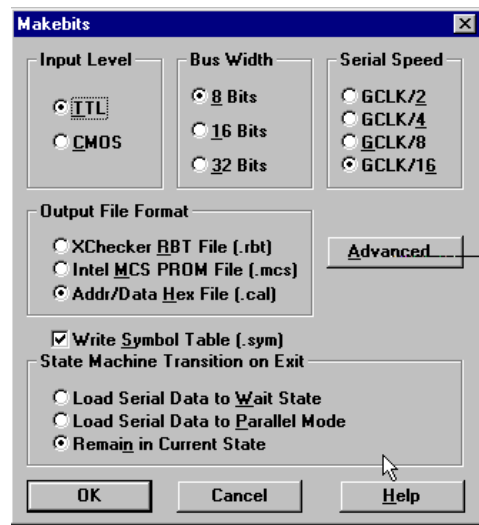 Makebits
Input Level
TTL
CMOS
Bus Width
8 Bits
16 Bits
32 Bits
Serial Speed
GCLK/2
GCLK/4
GCLK/8
GCLK/16
Output File Format
XChecker RBT File (.rbt)
Intel MCS PROM File (.mcs)
Addr/Data Hex File (.cal)
Advanced...
Write Symbol Table (.sym)
State Machine Transition on Exit
Load Serial Data to Wait State
Load Serial Data to Parallel Mode
Remain in Current State
OK
Cancel
Help